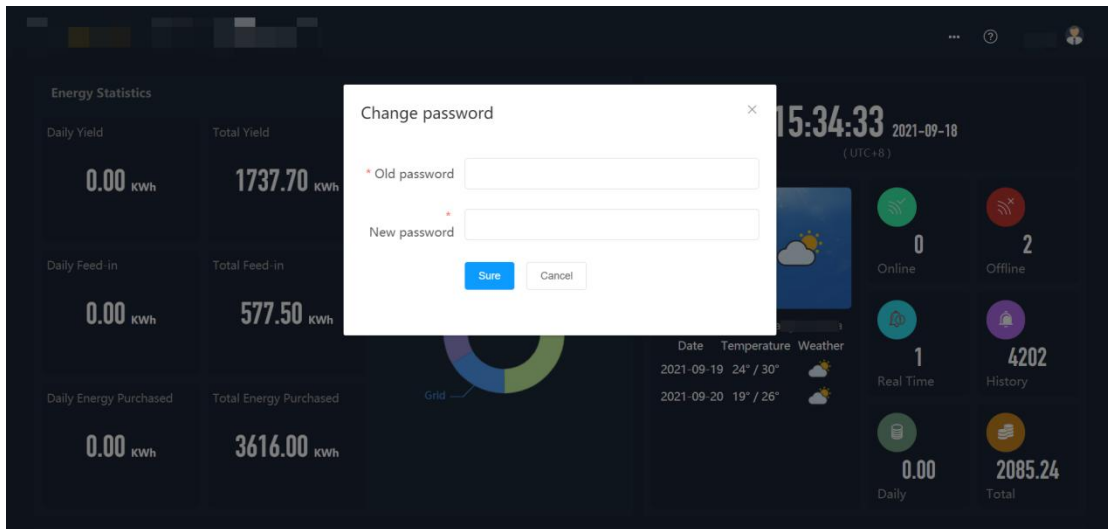 Energy Statistics
Daily Yield
0.00 KWh
Total Yield
1737.70 KWh
Daily Feed-in
0.00 KWh
Total Feed-in
577.50 KWh
Daily Energy Purchased
0.00 KWh
Total Energy Purchased
3616.00 KWh
Grid
Change password
* Old password
*
New password
Sure
Cancel
15:34:33 2021-09-18
(UTC+8)
Date Temperature Weather
2021-09-19 24° / 30°
2021-09-20 19° / 26°
0
Online
2
Offline
1
Real Time
4202
History
0.00
Daily
2085.24
Total